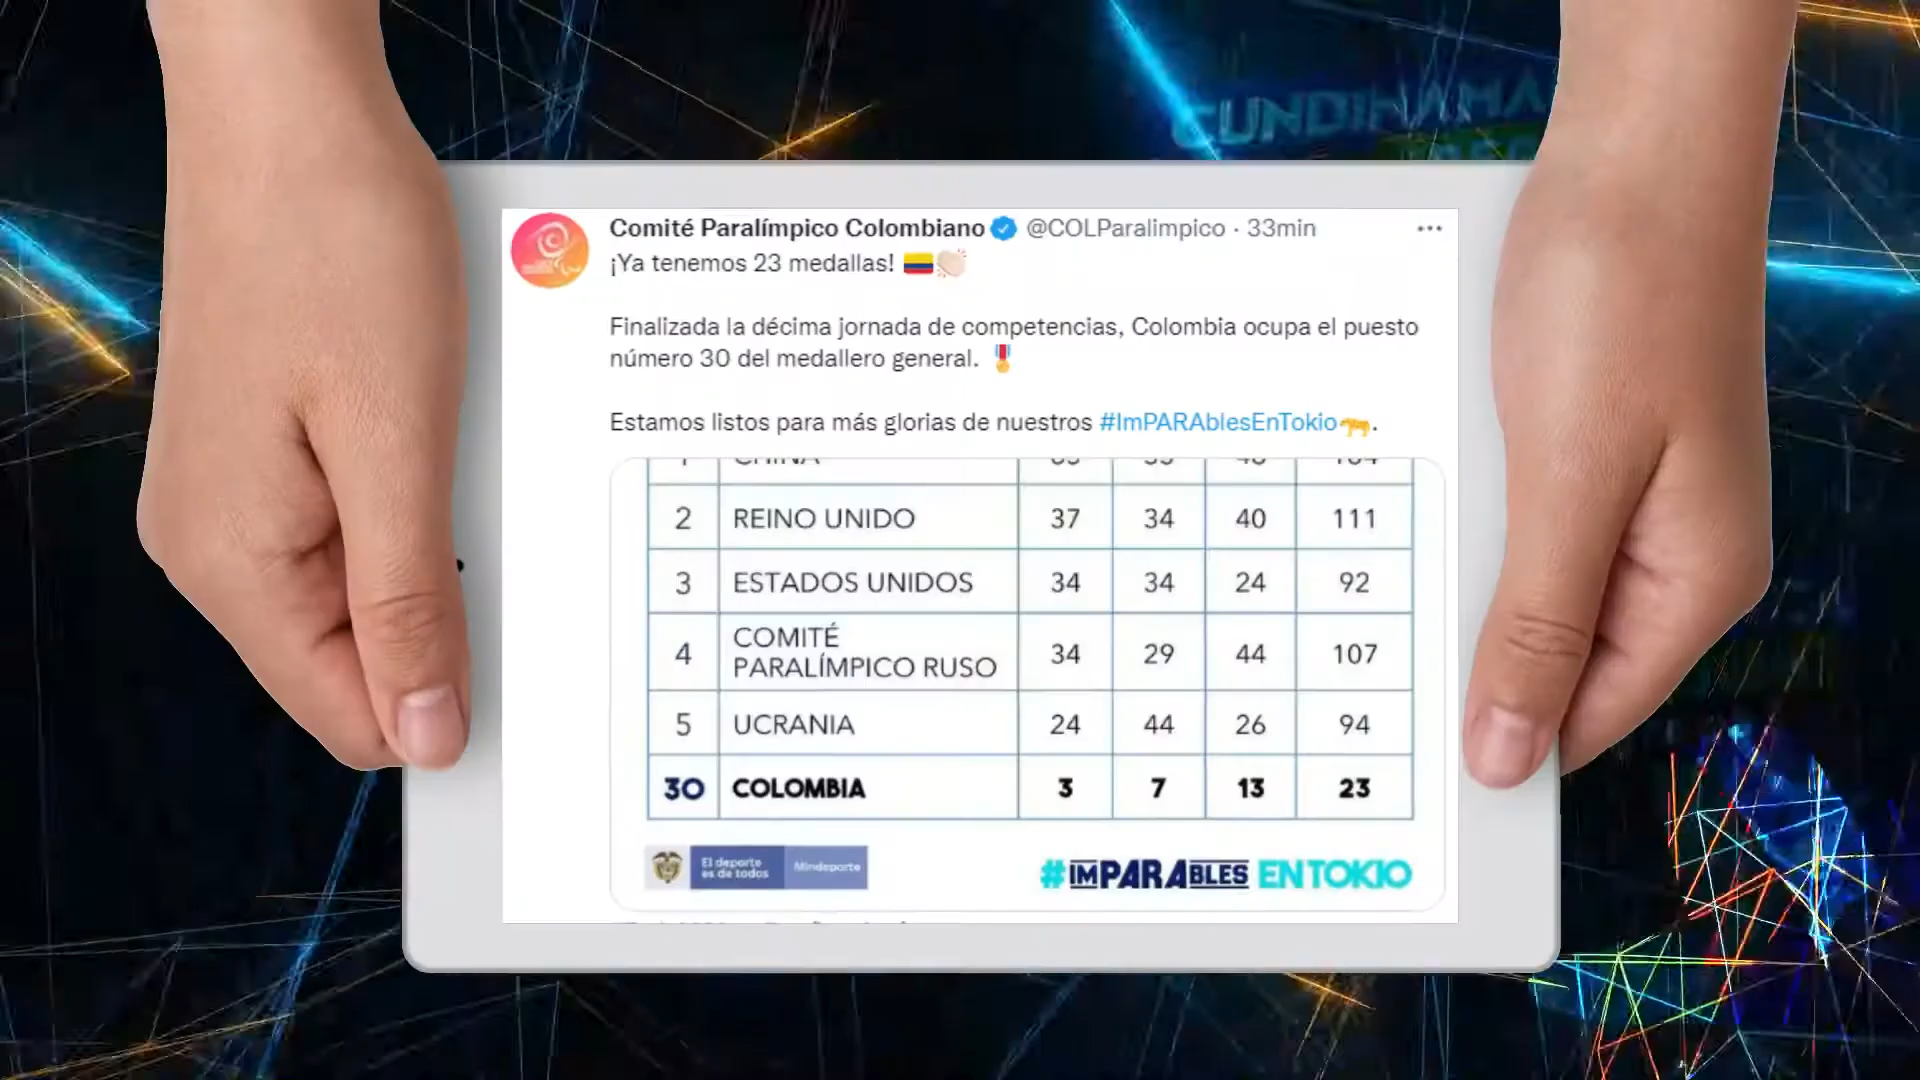 CUNDINAMA
Comité Paralímpico Colombiano @COLParalimpico · 33min
¡Ya tenemos 23 medallas!
Finalizada la décima jornada de competencias, Colombia ocupa el puesto
número 30 del medallero general.
Estamos listos para más glorias de nuestros #ImPARAblesEnTokio.
2 REINO UNIDO 37 34 40 111
3 ESTADOS UNIDOS 34 34 24 92
4 COMITÉ
PARALÍMPICO RUSO 34 29 44 107
5 UCRANIA 24 44 26 94
30 COLOMBIA 3 7 13 23
El deporte
es de todos
Mindeporte
#IMPARABLES EN TOKIO